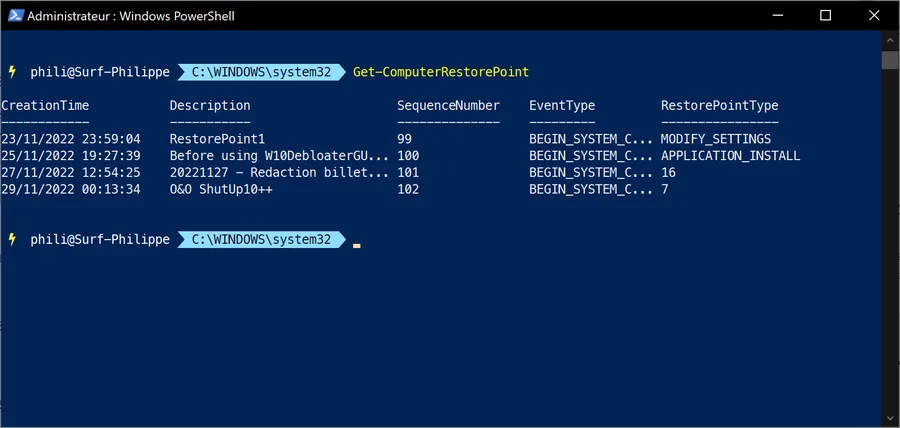 Administrateur : Windows PowerShell
phili@Surf-Philippe C:\WINDOWS\system32 Get-ComputerRestorePoint
CreationTime Description SequenceNumber EventType RestorePointType
------------ ----------- -------------- --------- ----------------
23/11/2022 23:59:04 RestorePoint1 99 BEGIN_SYSTEM_C... MODIFY_SETTINGS
25/11/2022 19:27:39 Before using W10DebloaterGU... 100 BEGIN_SYSTEM_C... APPLICATION_INSTALL
27/11/2022 12:54:25 20221127 - Redaction billet... 101 BEGIN_SYSTEM_C... 16
29/11/2022 00:13:34 O&O ShutUp10++ 102 BEGIN_SYSTEM_C... 7
phili@Surf-Philippe C:\WINDOWS\system32